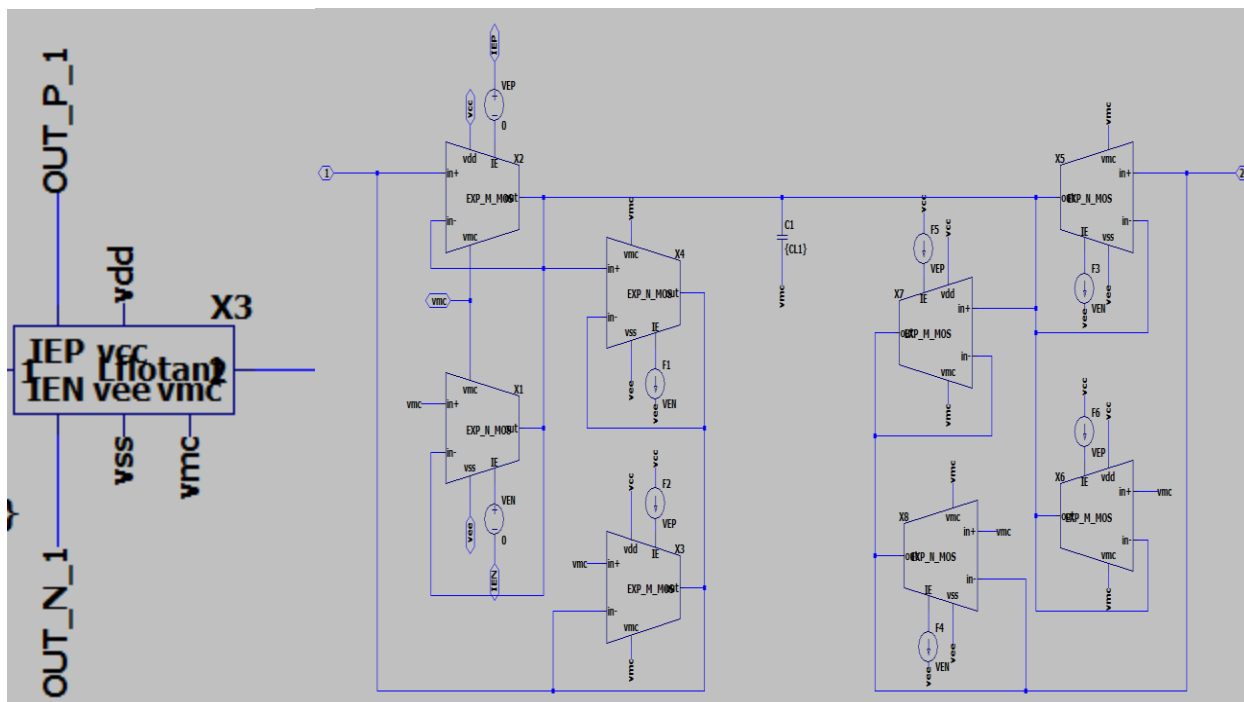 OUT_P_1
vdd
X3
IEP vcc
1 Lflotant 2
IEN vee vmc
vss
vmc
OUT_N_1
}
IEP
VEP
0
vcc
X2
vdd
IE
in+
EXP_M_MOS
out
in-
vmc
1
vmc
X1
vmc
vmc
in+
EXP_N_MOS
out
in-
vss
IE
VEN
0
vee
IEN
vmc
X4
vmc
in+
EXP_N_MOS
out
in-
vss
IE
F1
vee
vee
VEN
vcc
F2
vcc
VEP
X3
vdd
IE
vmc
in+
EXP_M_MOS
out
in-
vmc
vmc
C1
{CL1}
vmc
vcc
F5
vcc
VEP
X7
IE
vdd
in+
out
EXP_M_MOS
in-
vmc
vmc
vmc
X8
vmc
in+
vmc
out
EXP_N_MOS
in-
IE
vss
F4
vee
vee
VEN
vmc
X5
vmc
in+
2
out
EXP_N_MOS
in-
IE
vss
F3
vee
vee
VEN
vcc
F6
vcc
VEP
X6
IE
vdd
in+
vmc
out
EXP_M_MOS
in-
vmc
vmc